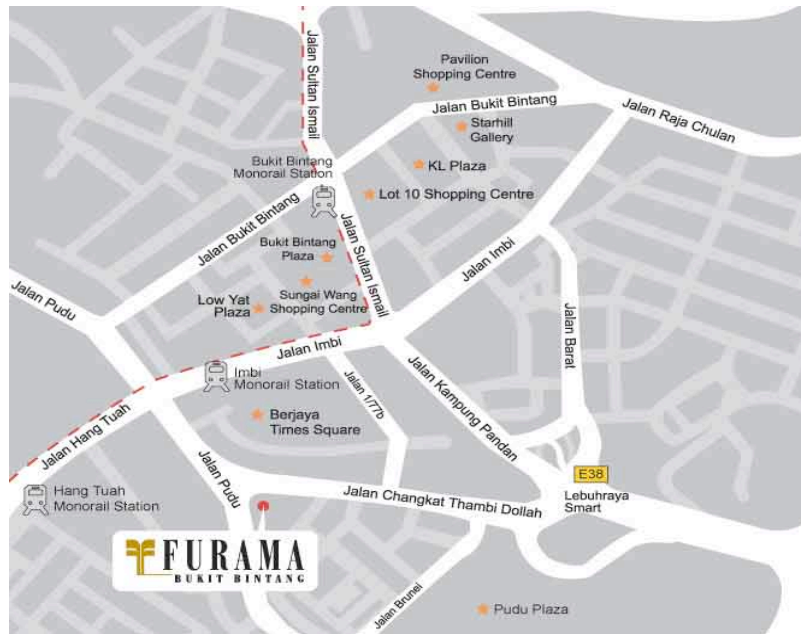 Jalan Sultan Ismail
Pavilion
Shopping Centre
Jalan Bukit Bintang
Jalan Raja Chulan
Starhill
Gallery
Bukit Bintang
Monorail Station
KL Plaza
Lot 10 Shopping Centre
Jalan Bukit Bintang
Jalan Sultan Ismail
Bukit Bintang
Plaza
Jalan Imbi
Jalan Pudu
Low Yat
Plaza
Sungai Wang
Shopping Centre
Jalan Barat
Jalan Imbi
Imbi
Monorail Station
Jalan 1/77b
Jalan Kampung Pandan
Jalan Hang Tuah
Berjaya
Times Square
Jalan Pudu
E38
Hang Tuah
Monorail Station
Jalan Changkat Thambi Dollah
Lebuhraya
Smart
FURAMA
BUKIT BINTANG
Jalan Brunei
Pudu Plaza